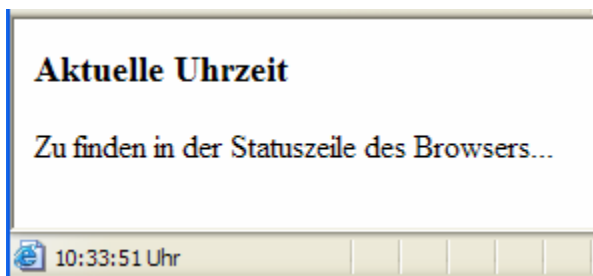 Aktuelle Uhrzeit
Zu finden in der Statuszeile des Browsers...
10:33:51 Uhr